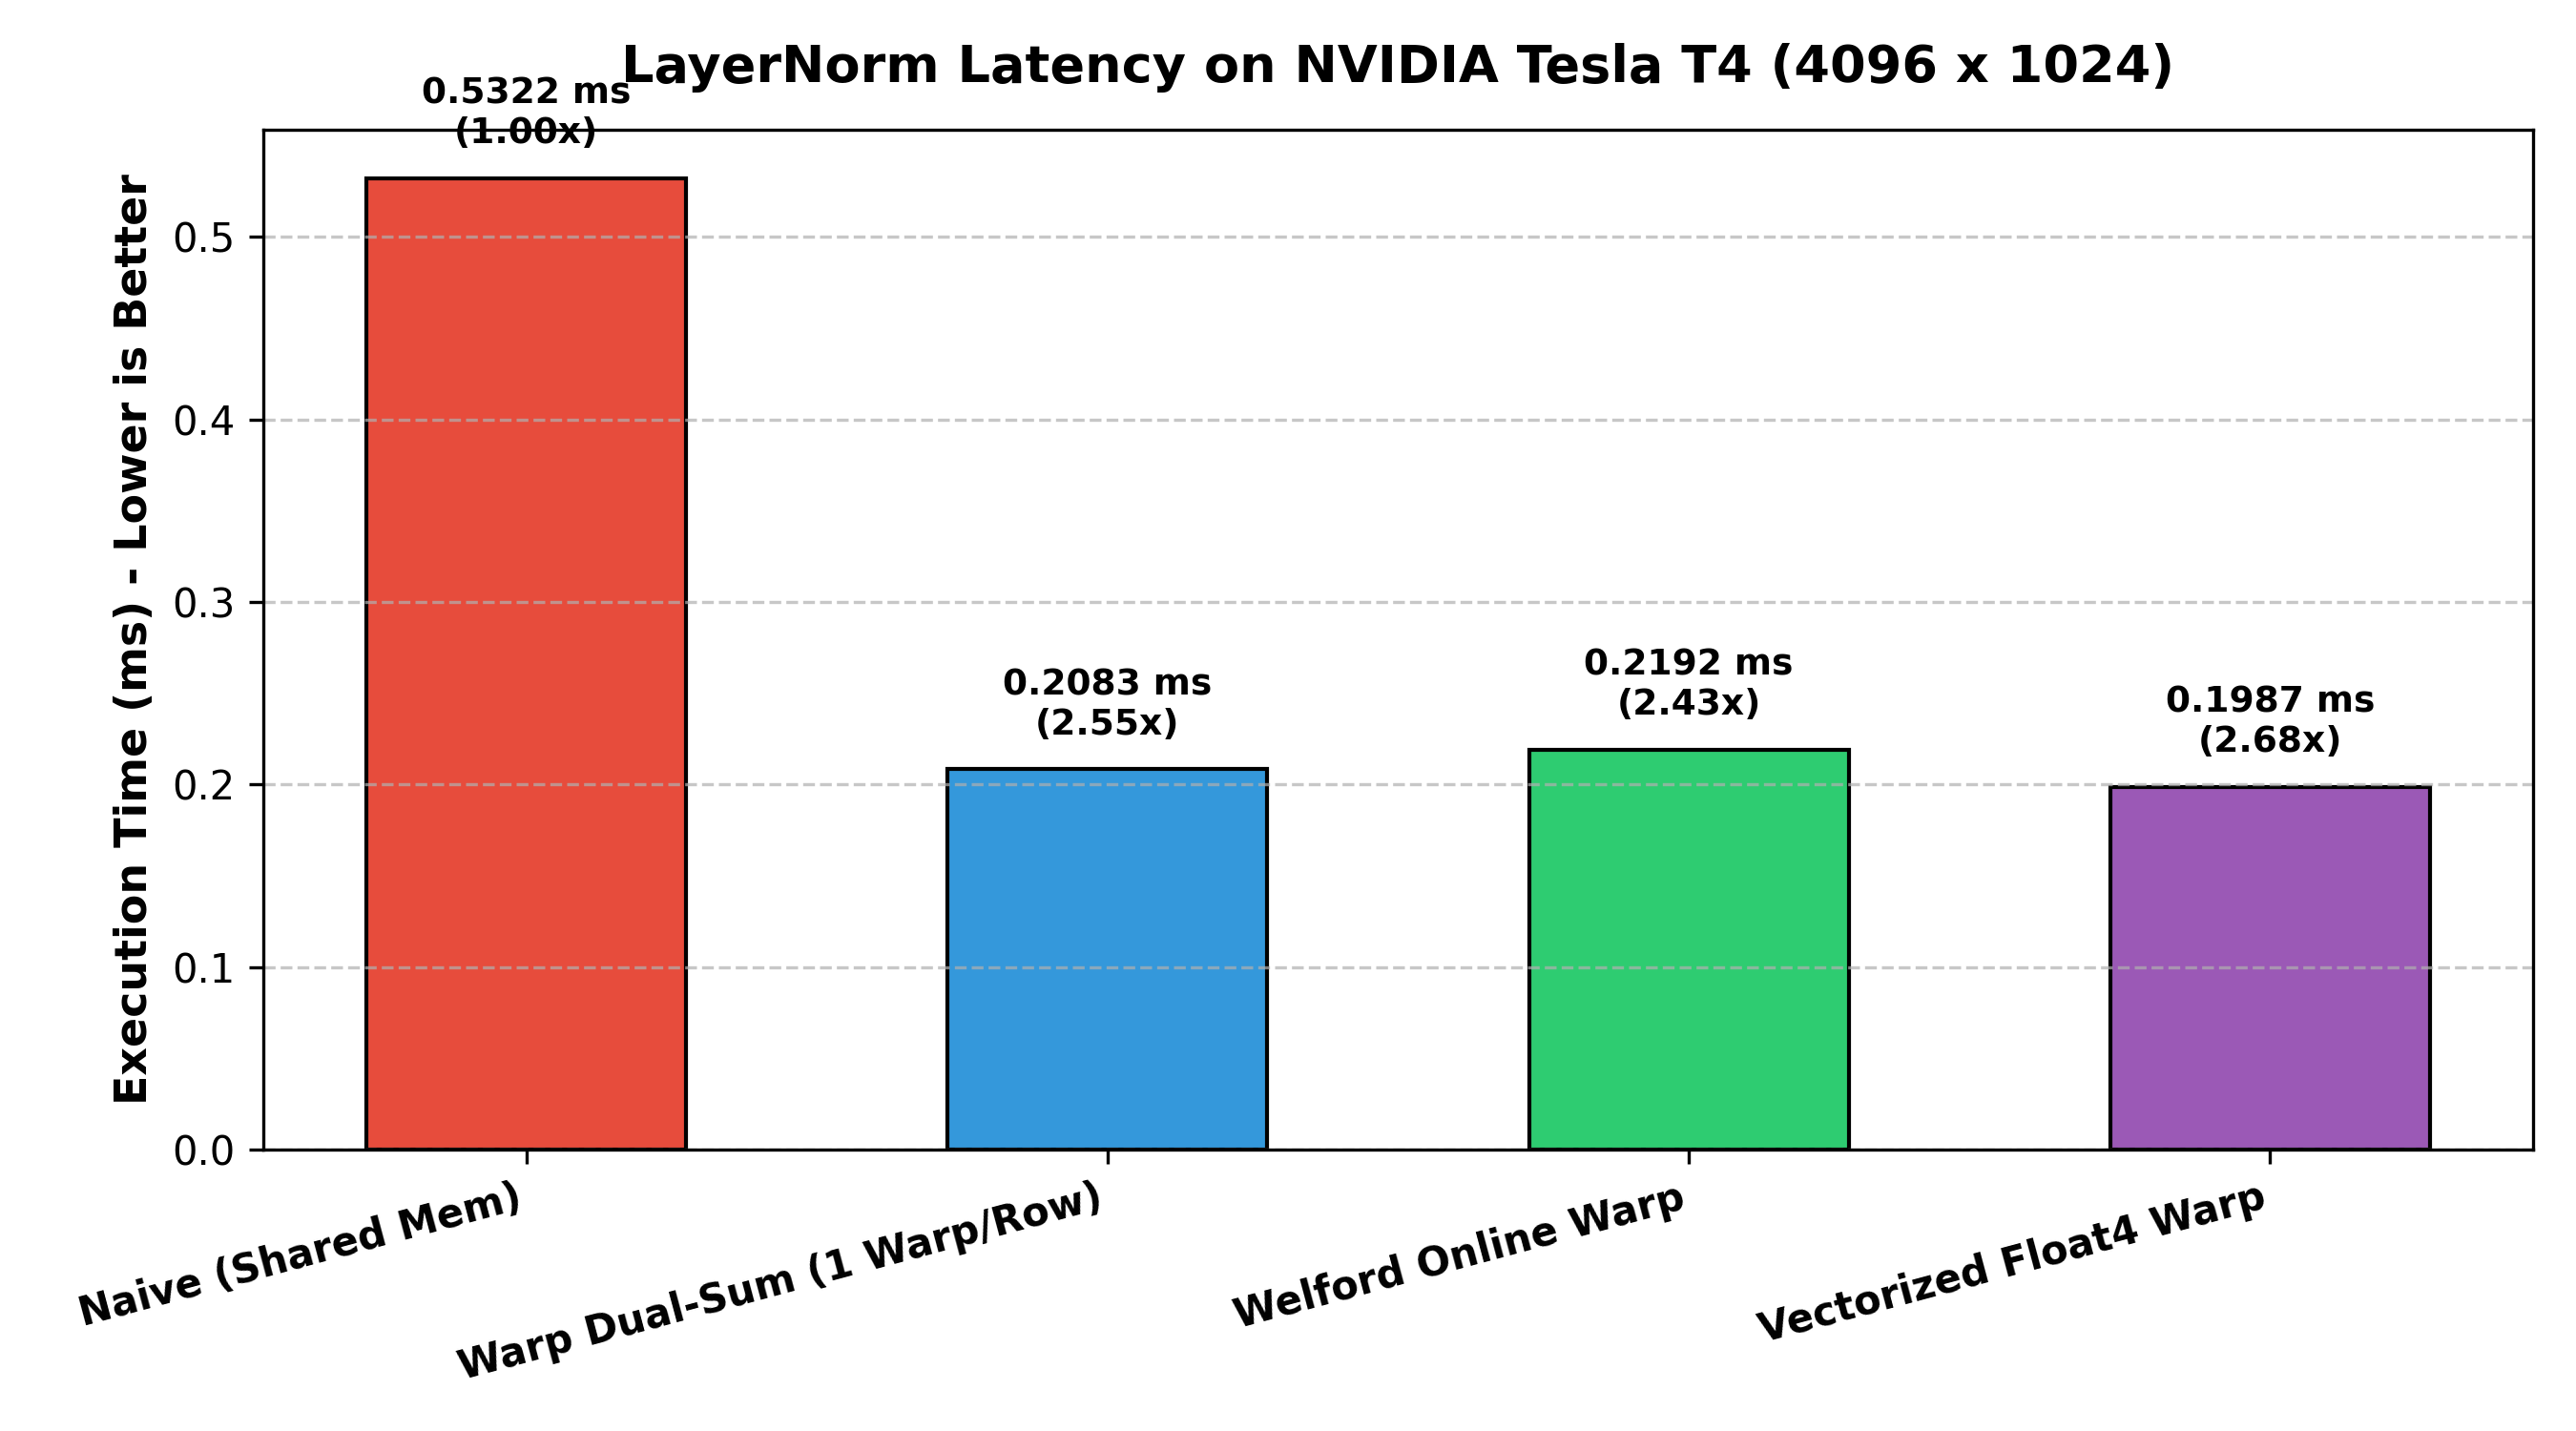 LayerNorm Latency on NVIDIA Tesla T4 (4096 x 1024)
0.5322 ms
(1.00x)
0.2083 ms
(2.55x)
0.2192 ms
(2.43x)
0.1987 ms
(2.68x)
Execution Time (ms) - Lower is Better
0.5
0.4
0.3
0.2
0.1
0.0
Naive (Shared Mem)
Warp Dual-Sum (1 Warp/Row)
Welford Online Warp
Vectorized Float4 Warp